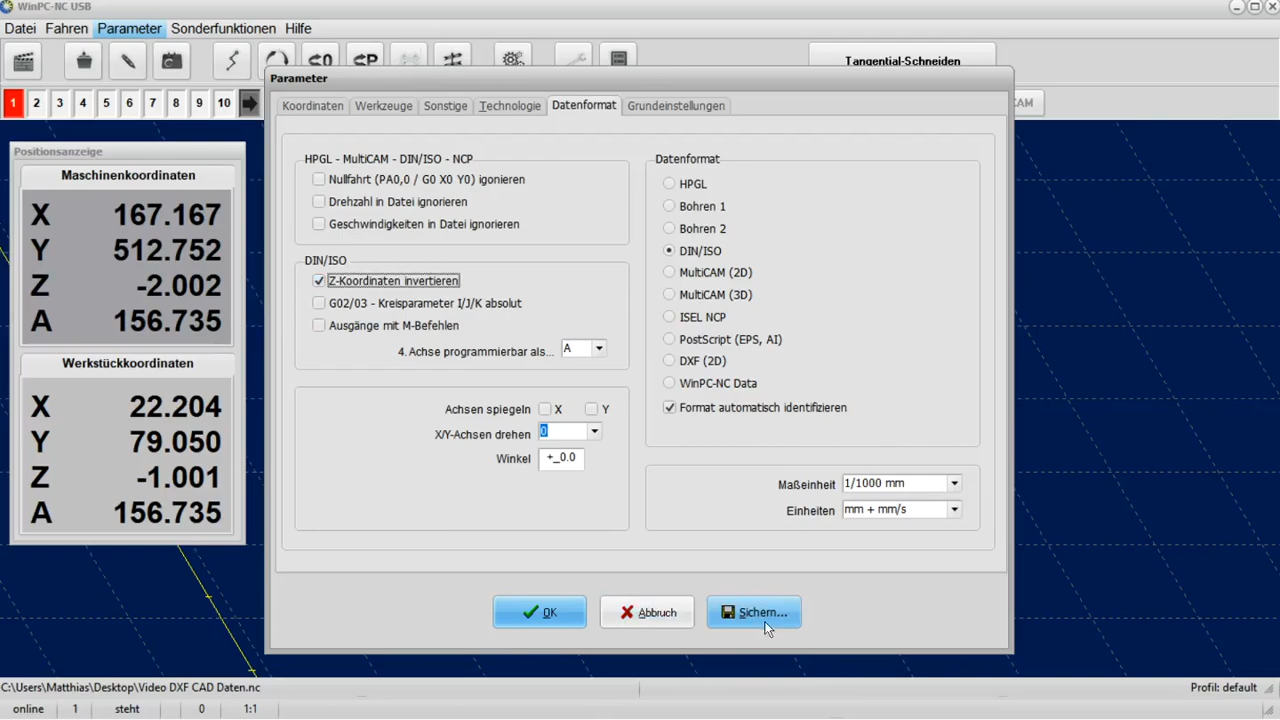 WinPC-NC USB
Datei Fahren Parameter Sonderfunktionen Hilfe
Tangential-Schneiden
1 2 3 4 5 6 7 8 9 10
CAM
Parameter
Koordinaten Werkzeuge Sonstige Technologie Datenformat Grundeinstellungen
Positionsanzeige
Maschinenkoordinaten
X 167.167
Y 512.752
Z -2.002
A 156.735
Werkstückkoordinaten
X 22.204
Y 79.050
Z -1.001
A 156.735
HPGL - MultiCAM - DIN/ISO - NCP
Nullfahrt (PA0,0 / G0 X0 Y0) igonieren
Drehzahl in Datei ignorieren
Geschwindigkeiten in Datei ignorieren
DIN/ISO
Z-Koordinaten invertieren
G02/03 - Kreisparameter I/J/K absolut
Ausgänge mit M-Befehlen
4. Achse programmierbar als... A
Achsen spiegeln X Y
X/Y-Achsen drehen 0
Winkel +_0.0
Datenformat
HPGL
Bohren 1
Bohren 2
DIN/ISO
MultiCAM (2D)
MultiCAM (3D)
ISEL NCP
PostScript (EPS, AI)
DXF (2D)
WinPC-NC Data
Format automatisch identifizieren
Maßeinheit 1/1000 mm
Einheiten mm + mm/s
OK Abbruch Sichern...
C:\Users\Matthias\Desktop\Video DXF CAD Daten.nc Profil: default
online 1 steht 0 1:1